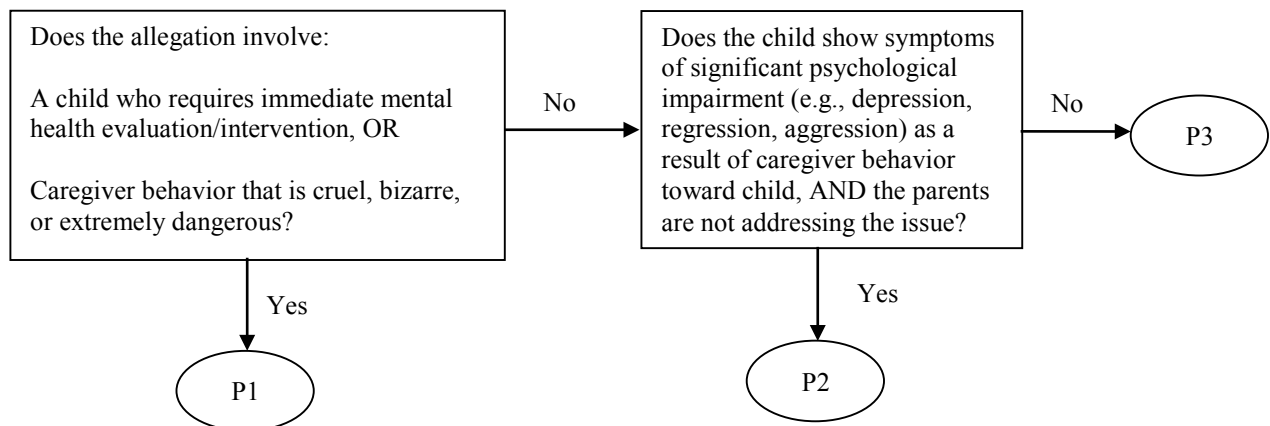 Does the allegation involve:
A child who requires immediate mental
health evaluation/intervention, OR
Caregiver behavior that is cruel, bizarre,
or extremely dangerous?
No
Does the child show symptoms
of significant psychological
impairment (e.g., depression,
regression, aggression) as a
result of caregiver behavior
toward child, AND the parents
are not addressing the issue?
No
P3
Yes
P1
Yes
P2